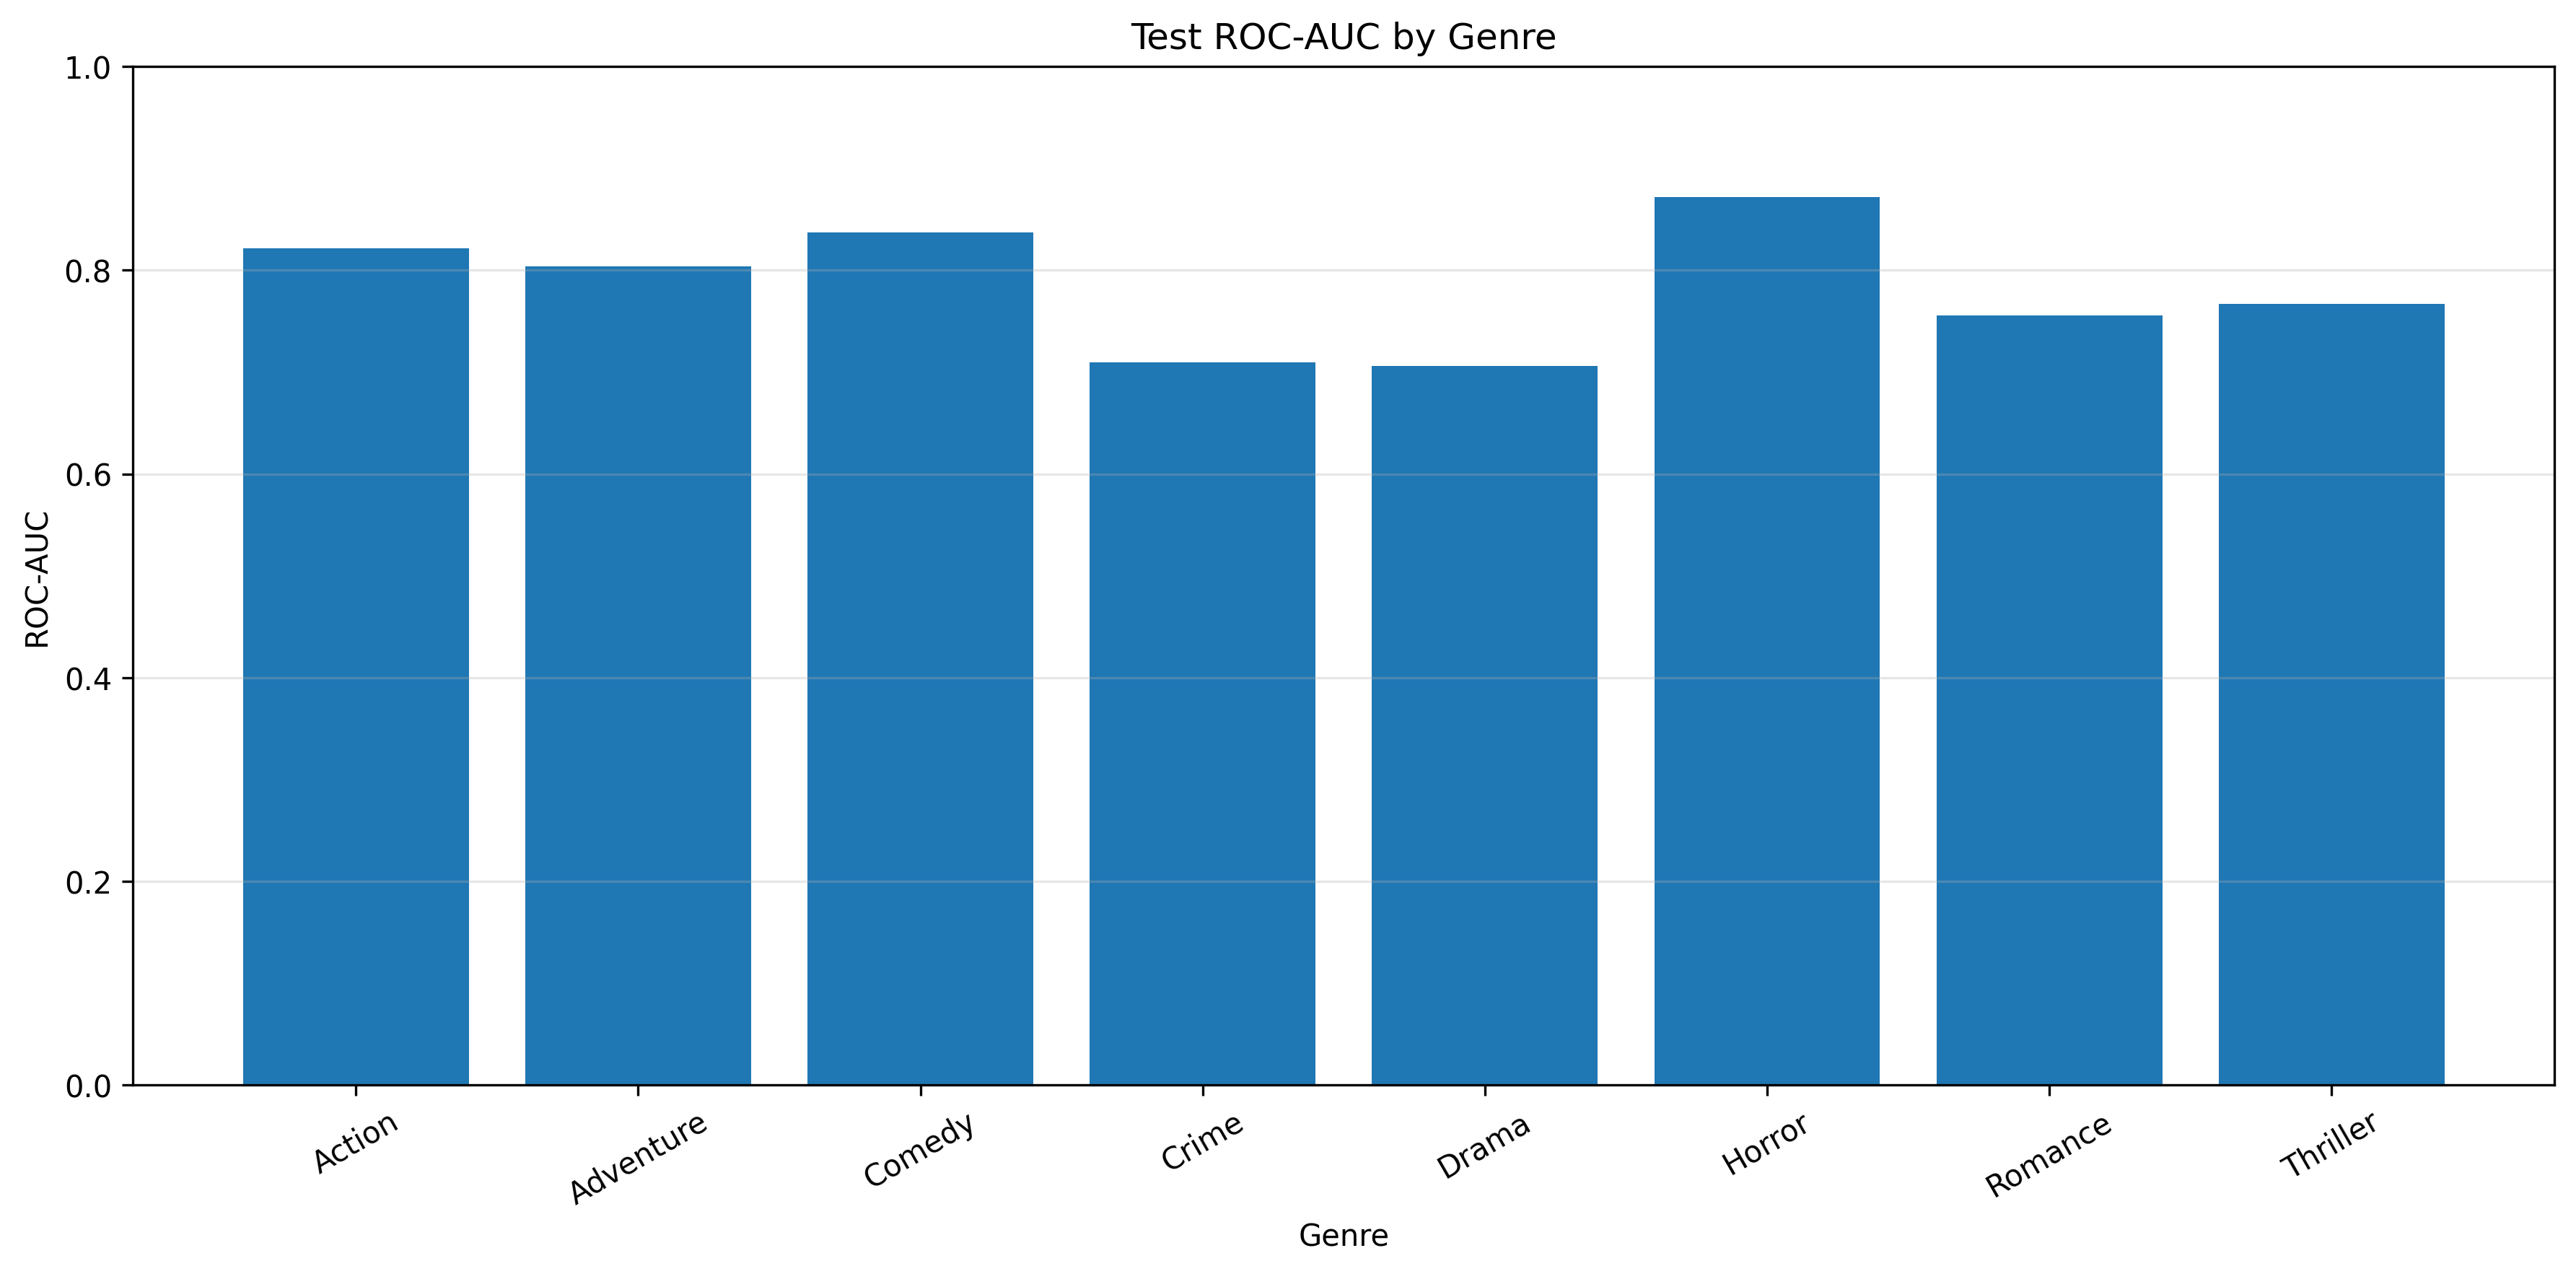 Test ROC-AUC by Genre
1.0
0.8
0.6
0.4
0.2
0.0
ROC-AUC
Action
Adventure
Comedy
Crime
Drama
Horror
Romance
Thriller
Genre